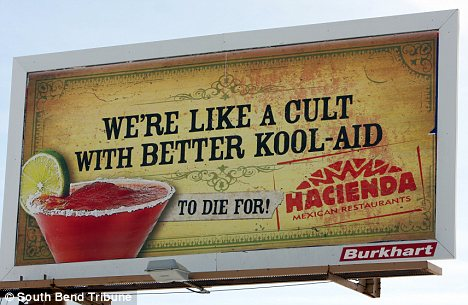 WE'RE LIKE A CULT
WITH BETTER KOOL-AID
TO DIE FOR!
HACIENDA
MEXICAN RESTAURANTS
Burkhart
© South Bend Tribune